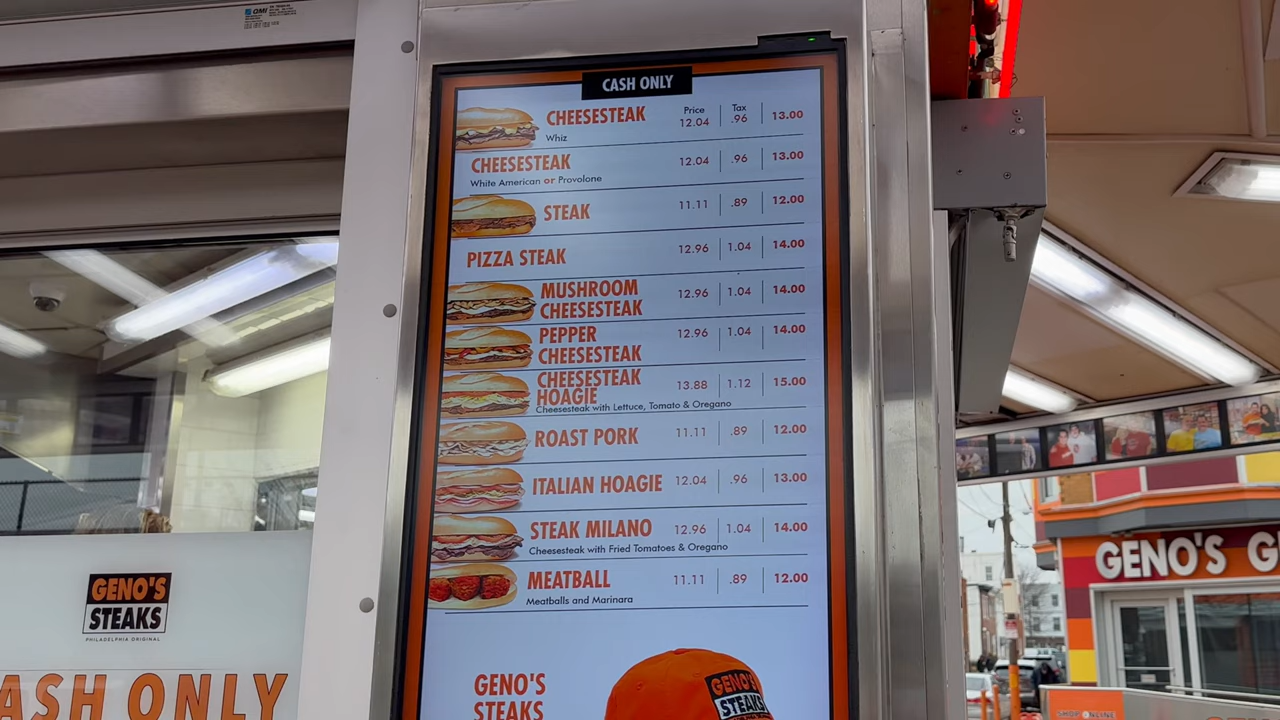 GMI
CASH ONLY
CHEESESTEAK Price 12.04 Tax .96 13.00
Whiz
CHEESESTEAK 12.04 .96 13.00
White American or Provolone
STEAK 11.11 .89 12.00
PIZZA STEAK 12.96 1.04 14.00
MUSHROOM CHEESESTEAK 12.96 1.04 14.00
PEPPER CHEESESTEAK 12.96 1.04 14.00
CHEESESTEAK HOAGIE 13.88 1.12 15.00
Cheesesteak with Lettuce, Tomato & Oregano
ROAST PORK 11.11 .89 12.00
ITALIAN HOAGIE 12.04 .96 13.00
STEAK MILANO 12.96 1.04 14.00
Cheesesteak with Fried Tomatoes & Oregano
MEATBALL 11.11 .89 12.00
Meatballs and Marinara
GENO'S
STEAKS
GENO'S
STEAKS
GENO'S
STEAKS
PHILADELPHIA ORIGINAL
ASH ONLY
GENO'S G
SHOP ONLINE